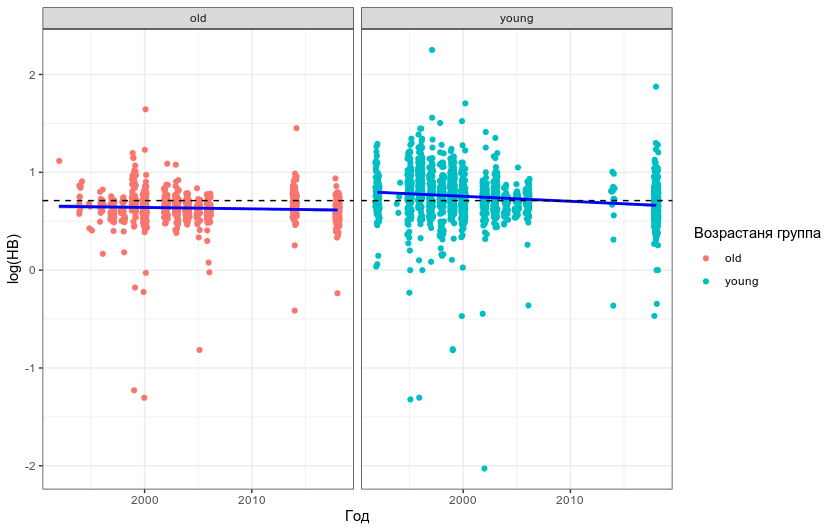 old
young
log(HB)
2
1
0
-1
-2
2000
2010
2000
2010
Год
Возрастаня группа
old
young